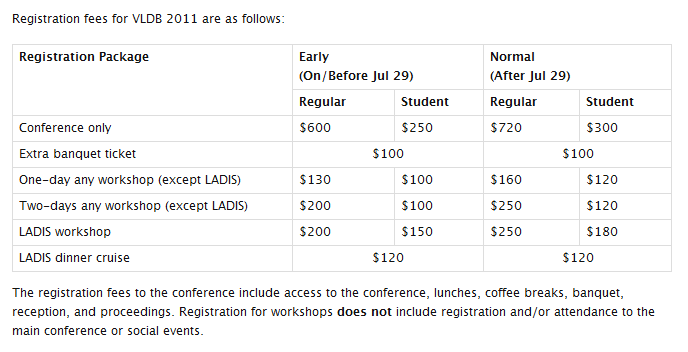 Registration fees for VLDB 2011 are as follows:
Registration Package Early Normal
(On/Before Jul 29) (After Jul 29)
Regular Student Regular Student
Conference only $600 $250 $720 $300
Extra banquet ticket $100 $100
One-day any workshop (except LADIS) $130 $100 $160 $120
Two-days any workshop (except LADIS) $200 $100 $250 $120
LADIS workshop $200 $150 $250 $180
LADIS dinner cruise $120 $120
The registration fees to the conference include access to the conference, lunches, coffee breaks, banquet,
reception, and proceedings. Registration for workshops does not include registration and/or attendance to the
main conference or social events.